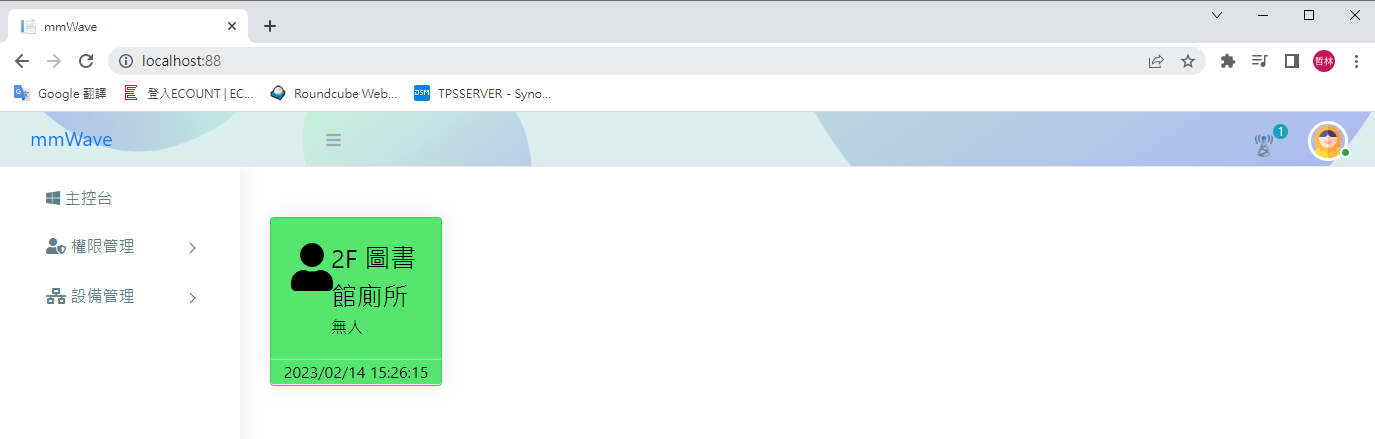 mmWave
localhost:88
哲林
Google 翻譯
登入ECOUNT | EC...
DSM
Roundcube Web...
TPSSERVER - Syno...
mmWave
1
主控台
權限管理
設備管理
2F 圖書
館廁所
無人
2023/02/14 15:26:15